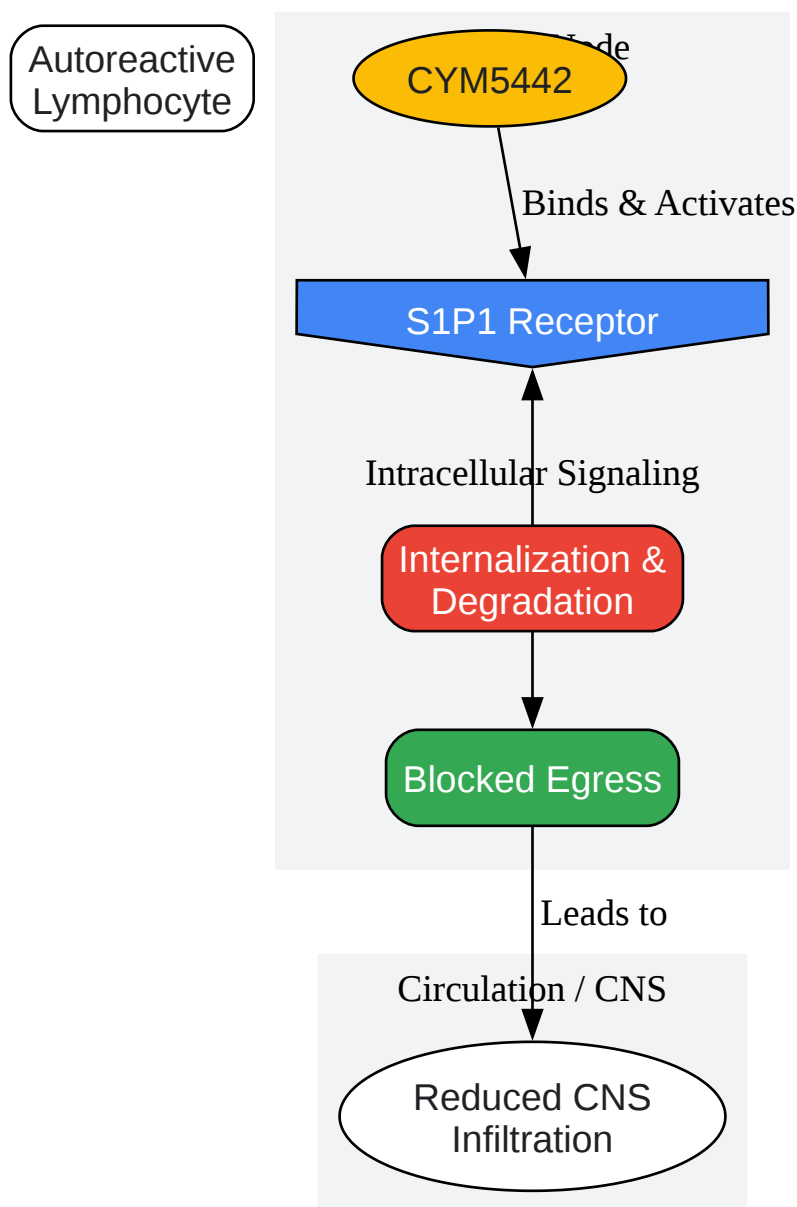 Autoreactive
Lymphocyte
Node
CYM5442
Binds & Activates
S1P1 Receptor
Intracellular Signaling
Internalization &
Degradation
Blocked Egress
Leads to
Circulation / CNS
Reduced CNS
Infiltration